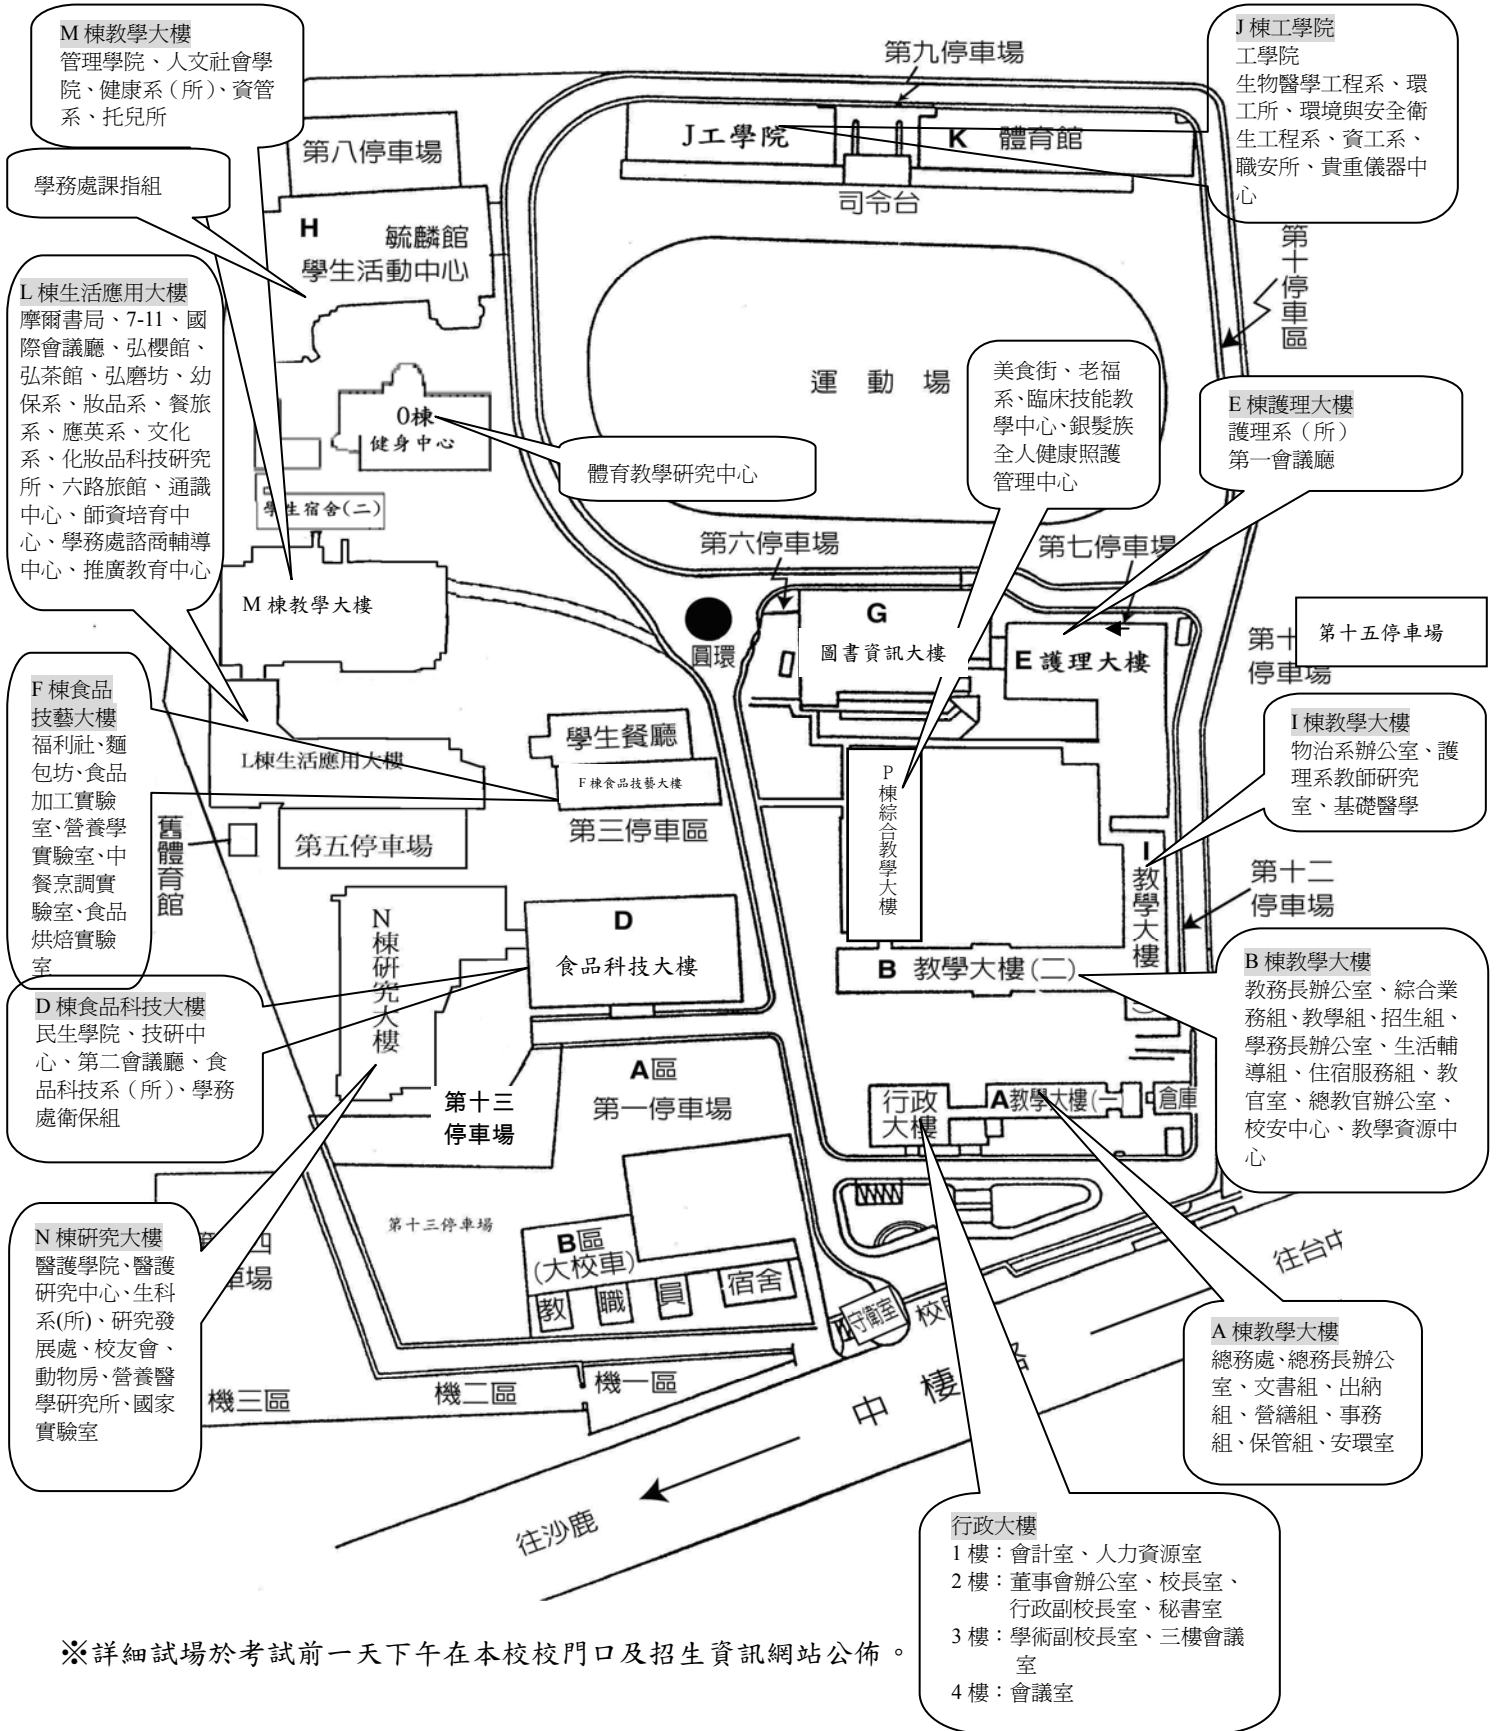 M 棟教學大樓
管理學院、人文社會學
院、健康系（所）、資管
系、托兒所
學務處課指組
L 棟生活應用大樓
摩爾書局、7-11、國
際會議廳、弘櫻館、
弘茶館、弘磨坊、幼
保系、妝品系、餐旅
系、應英系、文化
系、化妝品科技研究
所、六路旅館、通識
中心、師資培育中
心、學務處諮商輔導
中心、推廣教育中心
F 棟食品
技藝大樓
福利社、麵
包坊、食品
加工實驗
室、營養學
實驗室、中
餐烹調實
驗室、食品
烘焙實驗
室
D 棟食品科技大樓
民生學院、技研中
心、第二會議廳、食
品科技系（所）、學務
處衛保組
N 棟研究大樓
醫護學院、醫護
研究中心、生科
系(所)、研究發
展處、校友會、
動物房、營養醫
學研究所、國家
實驗室
J 棟工學院
工學院
生物醫學工程系、環
工所、環境與安全衛
生工程系、資工系、
職安所、貴重儀器中
心
美食街、老福
系、臨床技能教
學中心、銀髮族
全人健康照護
管理中心
E 棟護理大樓
護理系（所）
第一會議廳
體育教學研究中心
I 棟教學大樓
物治系辦公室、護
理系教師研究
室、基礎醫學
B 棟教學大樓
教務長辦公室、綜合業
務組、教學組、招生組、
學務長辦公室、生活輔
導組、住宿服務組、教
官室、總教官辦公室、
校安中心、教學資源中
心
A 棟教學大樓
總務處、總務長辦公
室、文書組、出納
組、營繕組、事務
組、保管組、安環室
行政大樓
1 樓：會計室、人力資源室
2 樓：董事會辦公室、校長室、
行政副校長室、秘書室
3 樓：學術副校長室、三樓會議
室
4 樓：會議室
第九停車場
第八停車場
J工學院
K 體育館
司令台
H 毓麟館
學生活動中心
第十停車區
運 動 場
O棟
健身中心
學生宿舍(二)
第六停車場
第七停車場
M 棟教學大樓
圓環
G
圖書資訊大樓
E 護理大樓
第十
停車場
第十五停車場
學生餐廳
F 棟食品技藝大樓
第三停車區
L棟生活應用大樓
第五停車場
舊體育館
P棟綜合教學大樓
I 教學大樓
第十二
停車場
N棟研究大樓
D
食品科技大樓
B 教學大樓(二)
A區
第一停車場
第十三
停車場
行政
大樓
A教學大樓(一
倉庫
第十三停車場
四
車場
B區
(大校車)
教 職 員 宿舍
守衛室
校
往台中
機三區
機二區
機一區
中 棲
往沙鹿
※詳細試場於考試前一天下午在本校校門口及招生資訊網站公佈。